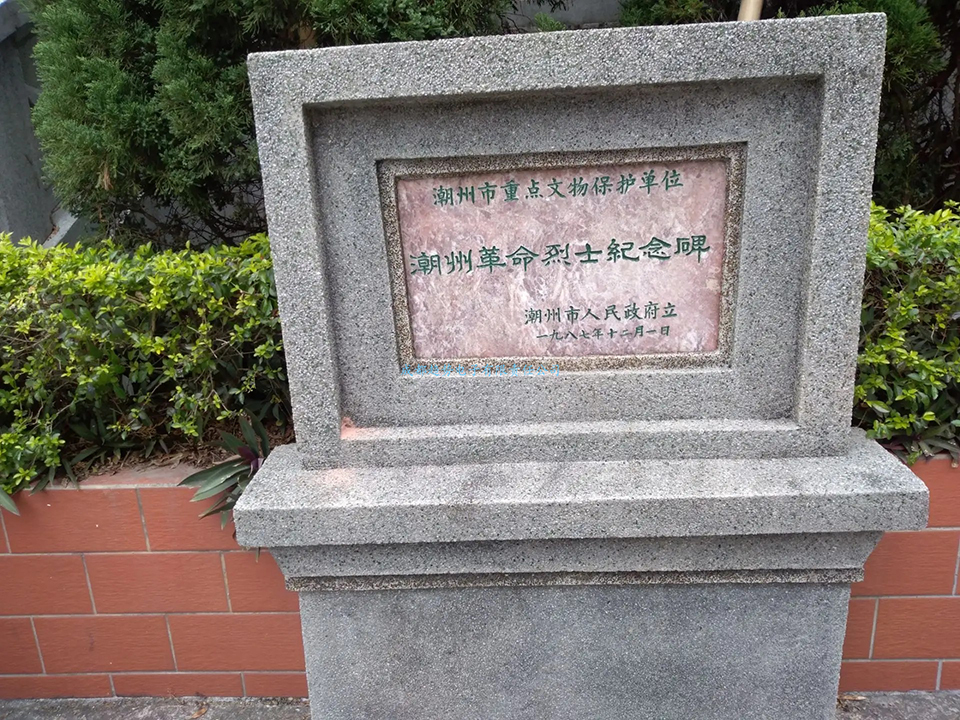 潮州市重点文物保护单位
潮州革命烈士紀念碑
潮州市人民政府立
一九八七年十二月一日